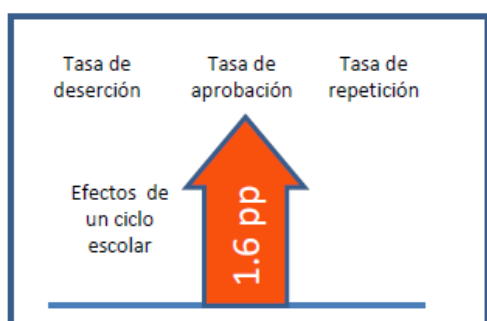 Tasa de
deserción
Tasa de
aprobación
Tasa de
repetición
Efectos de
un ciclo
escolar
1.6 pp